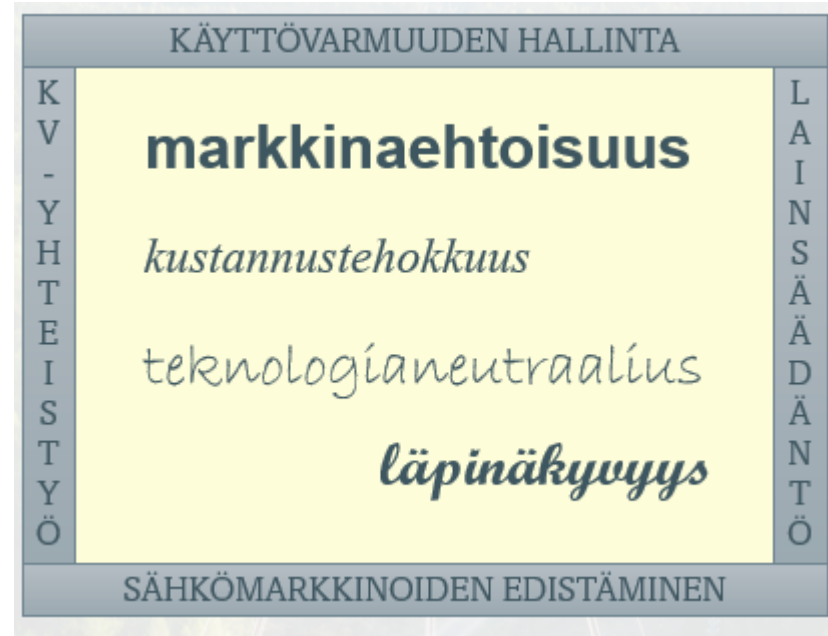 KÄYTTÖVARMUUDEN HALLINTA
KV-YHTEISTYÖ
markkinaehtoisuus
kustannustehokkuus
teknologianeutraalius
läpinäkyvyys
LAINSÄÄDÄNTÖ
SÄHKÖMARKKINOIDEN EDISTÄMINEN